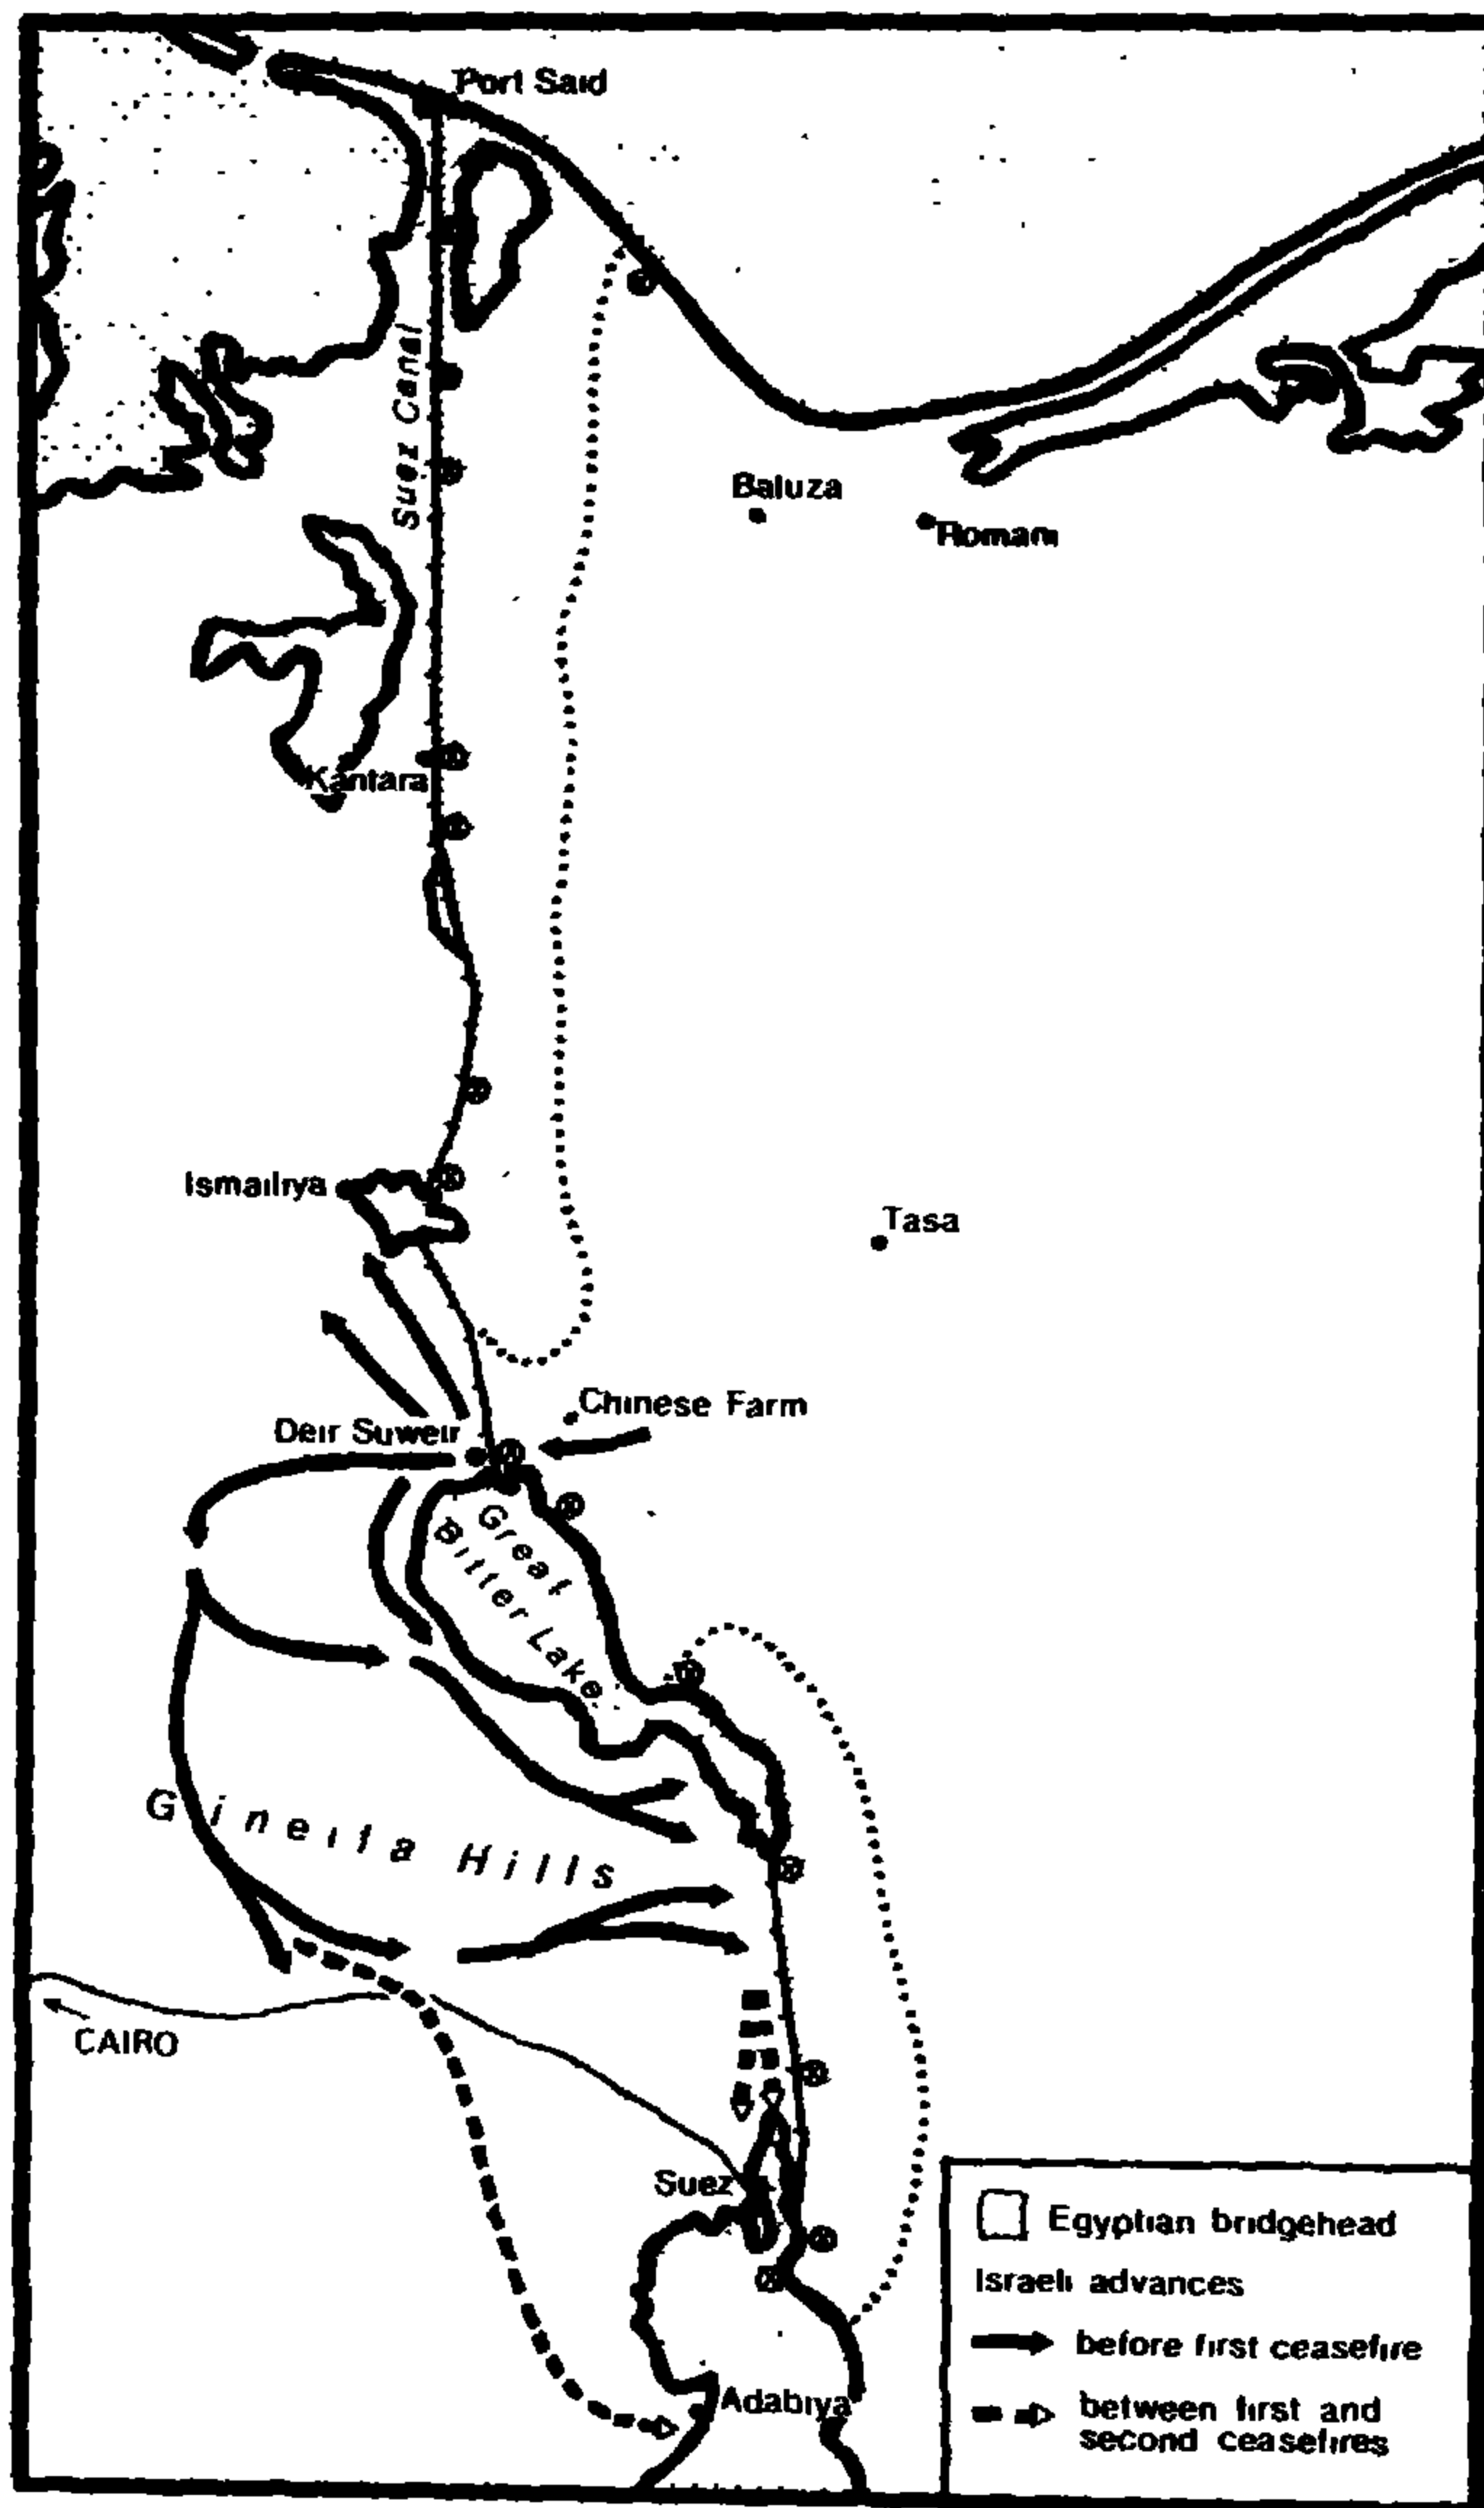 Port Said
Suez Canal
Baluza
Romani
Kantara
Ismailiya
Tasa
Chinese Farm
Deir Suweir
Great
Bitter Lake
Gineifa Hills
CAIRO
Suez
Adabiya
Egyptian bridgehead
Israeli advances
before first ceasefire
between first and
second ceasefires